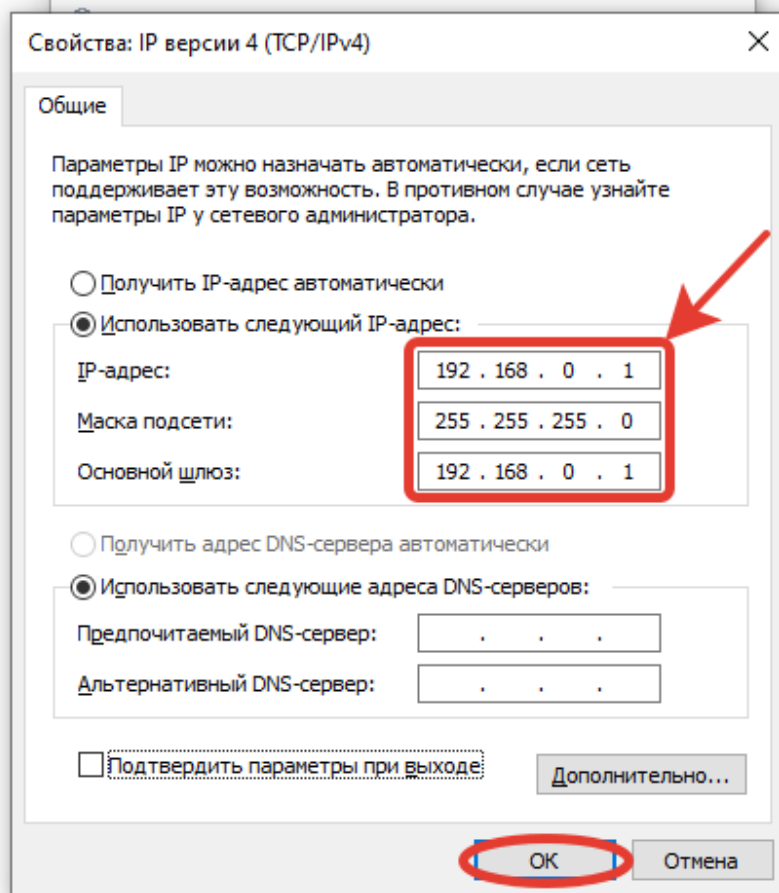 Свойства: IP версии 4 (TCP/IPv4)
Общие
Параметры IP можно назначать автоматически, если сеть
поддерживает эту возможность. В противном случае узнайте
параметры IP у сетевого администратора.
Получить IP-адрес автоматически
Использовать следующий IP-адрес:
IP-адрес: 192 . 168 . 0 . 1
Маска подсети: 255 . 255 . 255 . 0
Основной шлюз: 192 . 168 . 0 . 1
Получить адрес DNS-сервера автоматически
Использовать следующие адреса DNS-серверов:
Предпочитаемый DNS-сервер: . . .
Альтернативный DNS-сервер: . . .
Подтвердить параметры при выходе
Дополнительно...
ОК Отмена